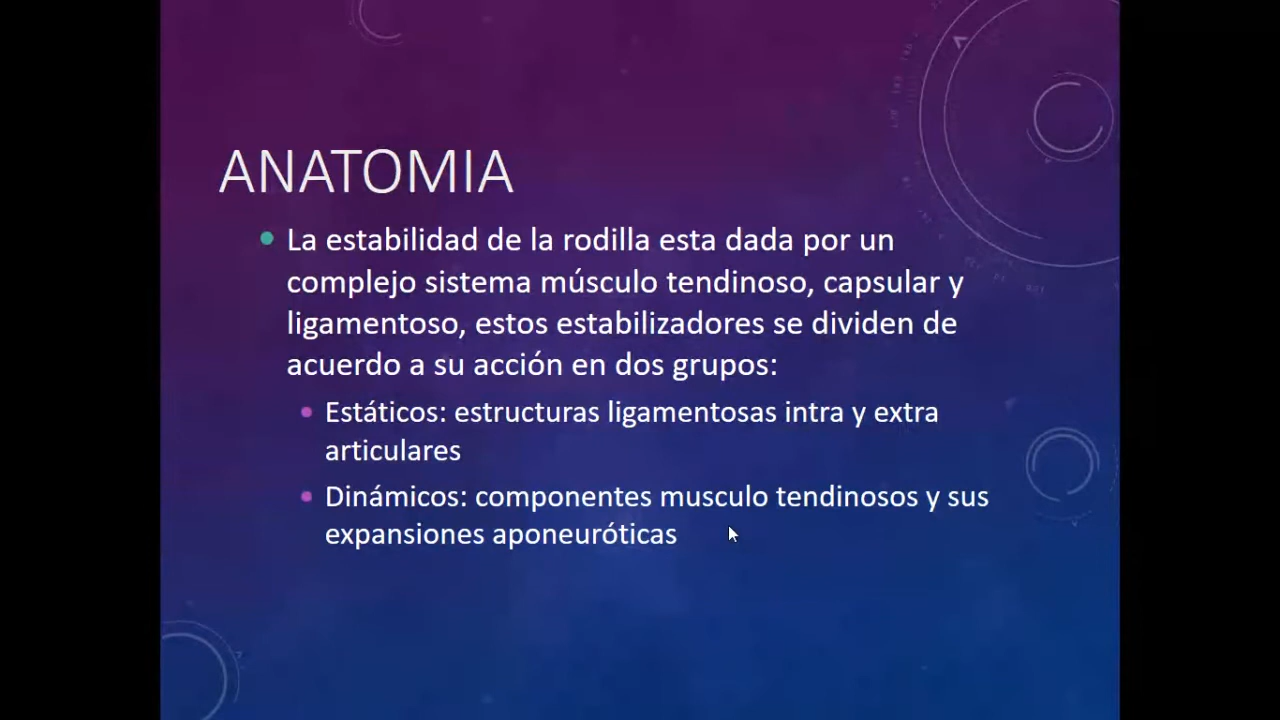 ANATOMIA
La estabilidad de la rodilla esta dada por un
complejo sistema músculo tendinoso, capsular y
ligamentoso, estos estabilizadores se dividen de
acuerdo a su acción en dos grupos:
Estáticos: estructuras ligamentosas intra y extra
articulares
Dinámicos: componentes musculo tendinosos y sus
expansiones aponeuróticas